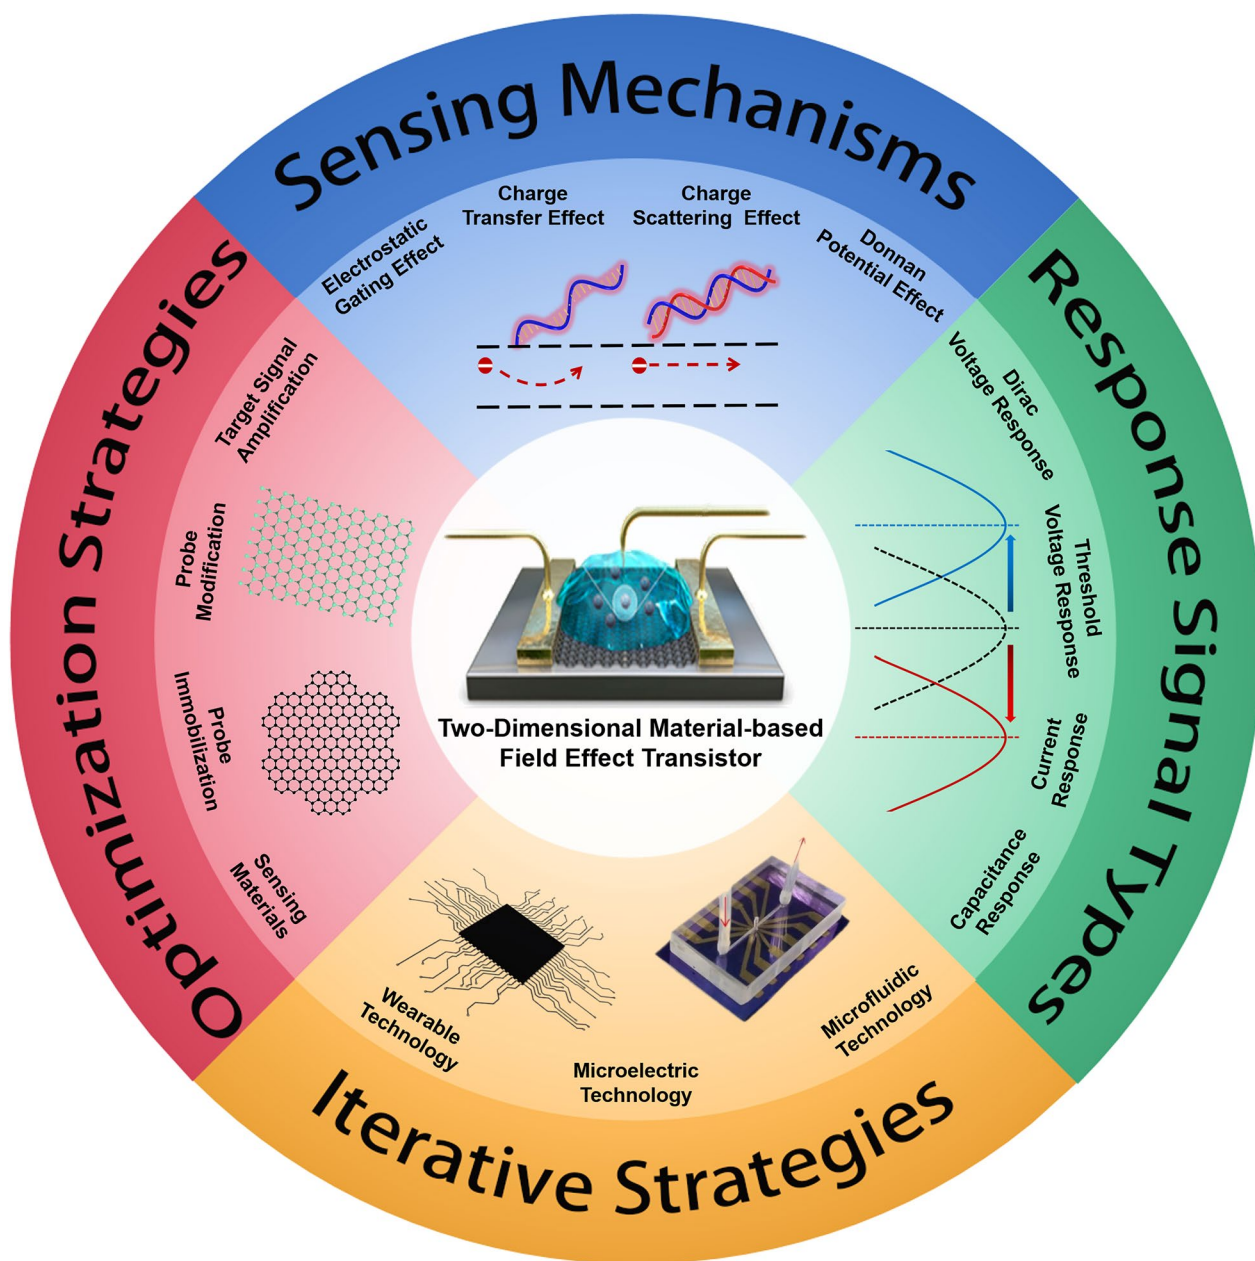 Sensing Mechanisms
Electrostatic
Gating Effect
Charge
Transfer Effect
Charge
Scattering Effect
Donnan
Potential Effect
Response Signal Types
Dirac
Voltage Response
Threshold
Voltage Response
Current
Response
Capacitance
Response
Iterative Strategies
Wearable
Technology
Microelectric
Technology
Microfluidic
Technology
Optimization Strategies
Target Signal
Amplification
Probe
Modification
Probe
Immobilization
Sensing
Materials
Two-Dimensional Material-based
Field Effect Transistor